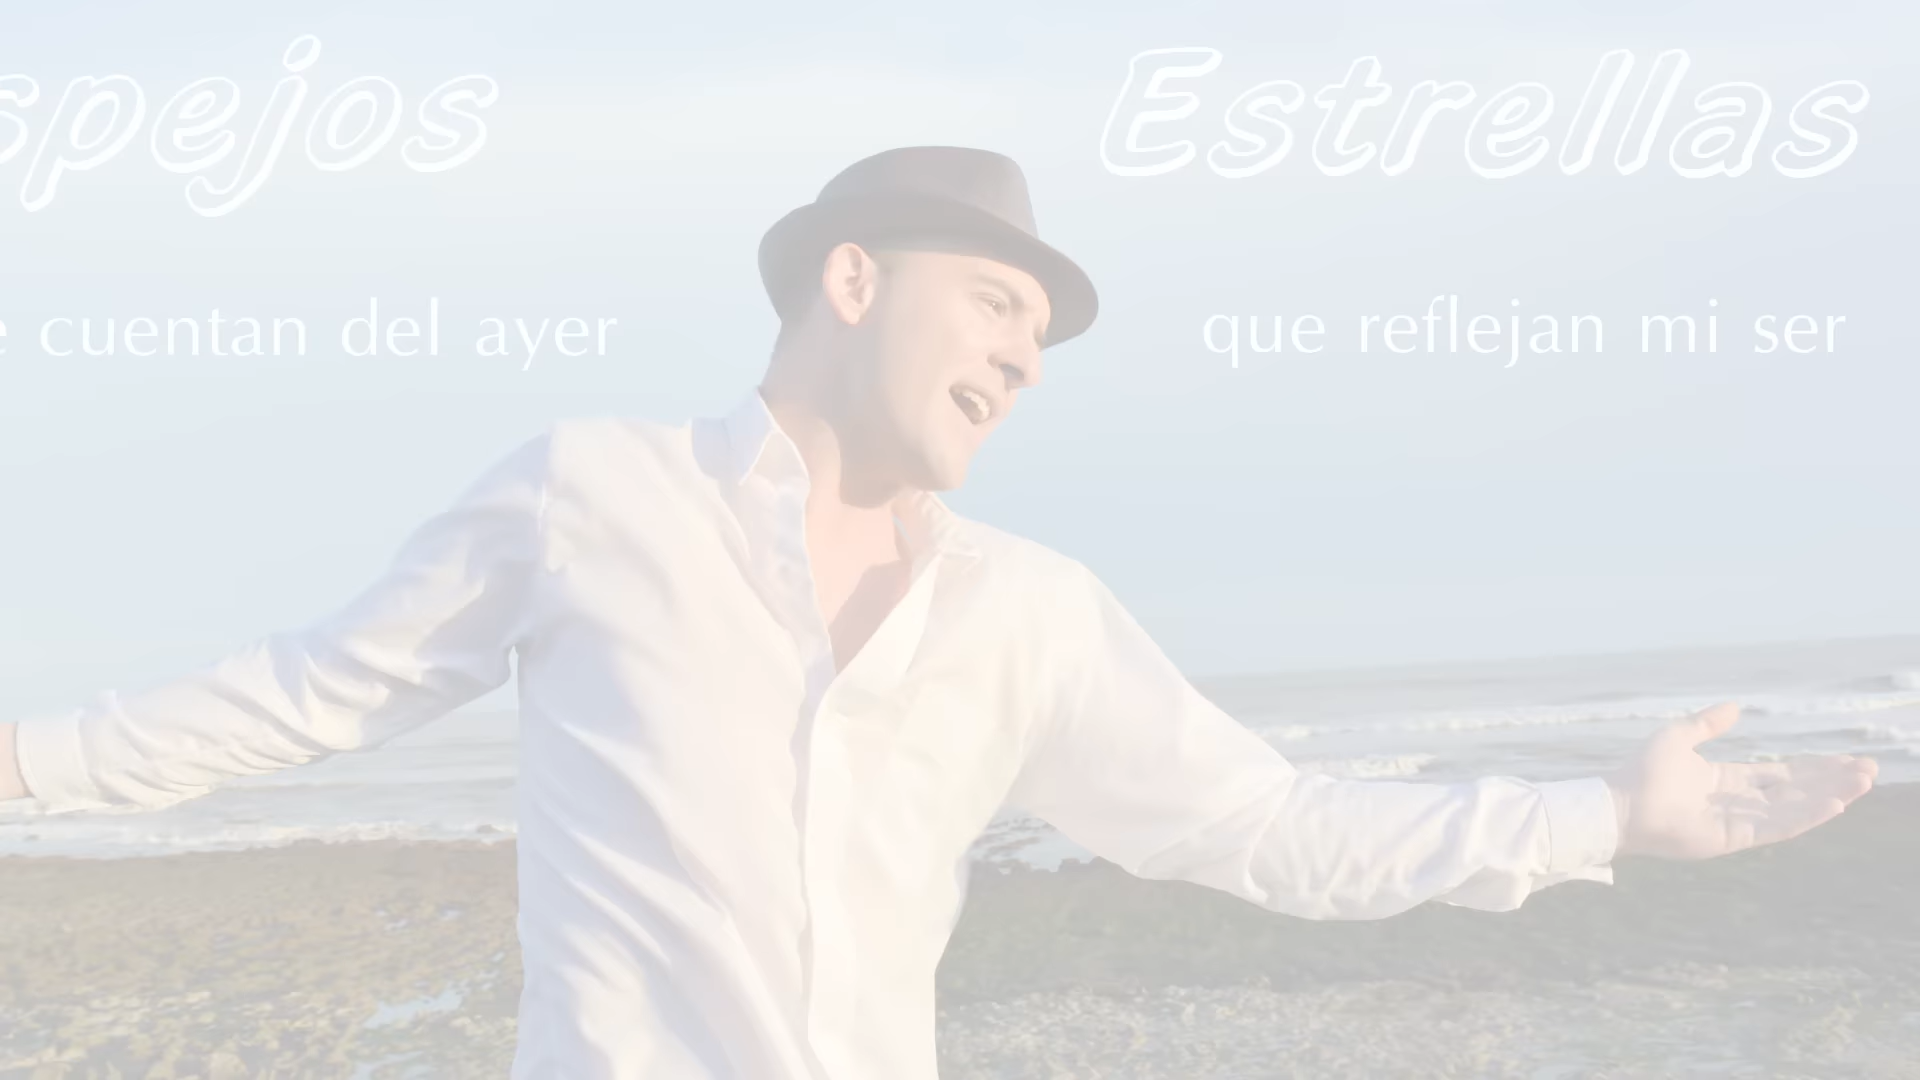 spejos
Estrellas
cuentan del ayer
que reflejan mi ser